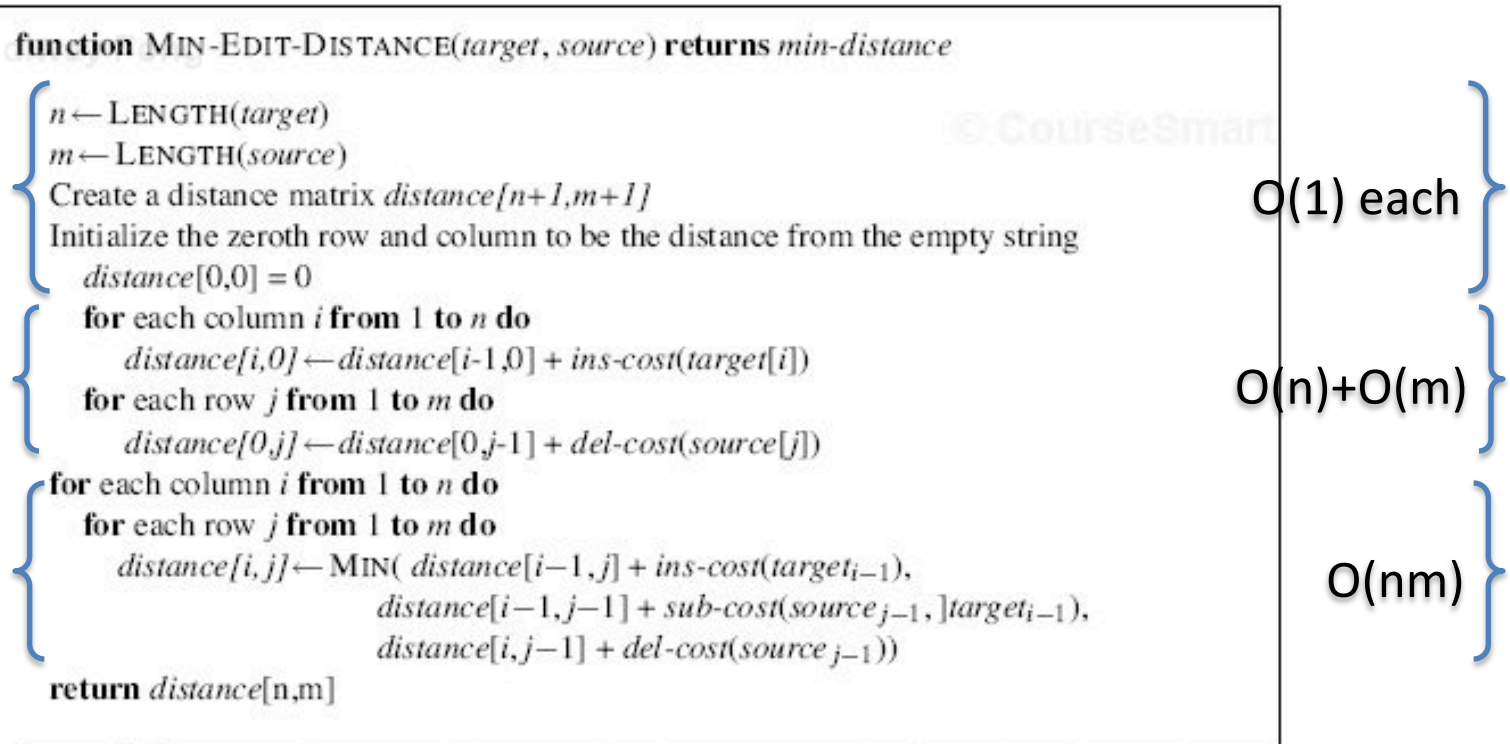 function MIN-EDIT-DISTANCE(target, source) returns min-distance
© CourseSmart
n ← LENGTH(target)
m ← LENGTH(source)
Create a distance matrix distance[n+1,m+1]
Initialize the zeroth row and column to be the distance from the empty string
distance[0,0] = 0
O(1) each
for each column i from 1 to n do
distance[i,0] ← distance[i-1,0] + ins-cost(target[i])
for each row j from 1 to m do
distance[0,j] ← distance[0,j-1] + del-cost(source[j])
O(n)+O(m)
for each column i from 1 to n do
for each row j from 1 to m do
distance[i, j] ← MIN( distance[i−1, j] + ins-cost(target_{i−1}),
distance[i−1, j−1] + sub-cost(source_{j−1}, ]target_{i−1}),
distance[i, j−1] + del-cost(source_{j−1}))
O(nm)
return distance[n,m]